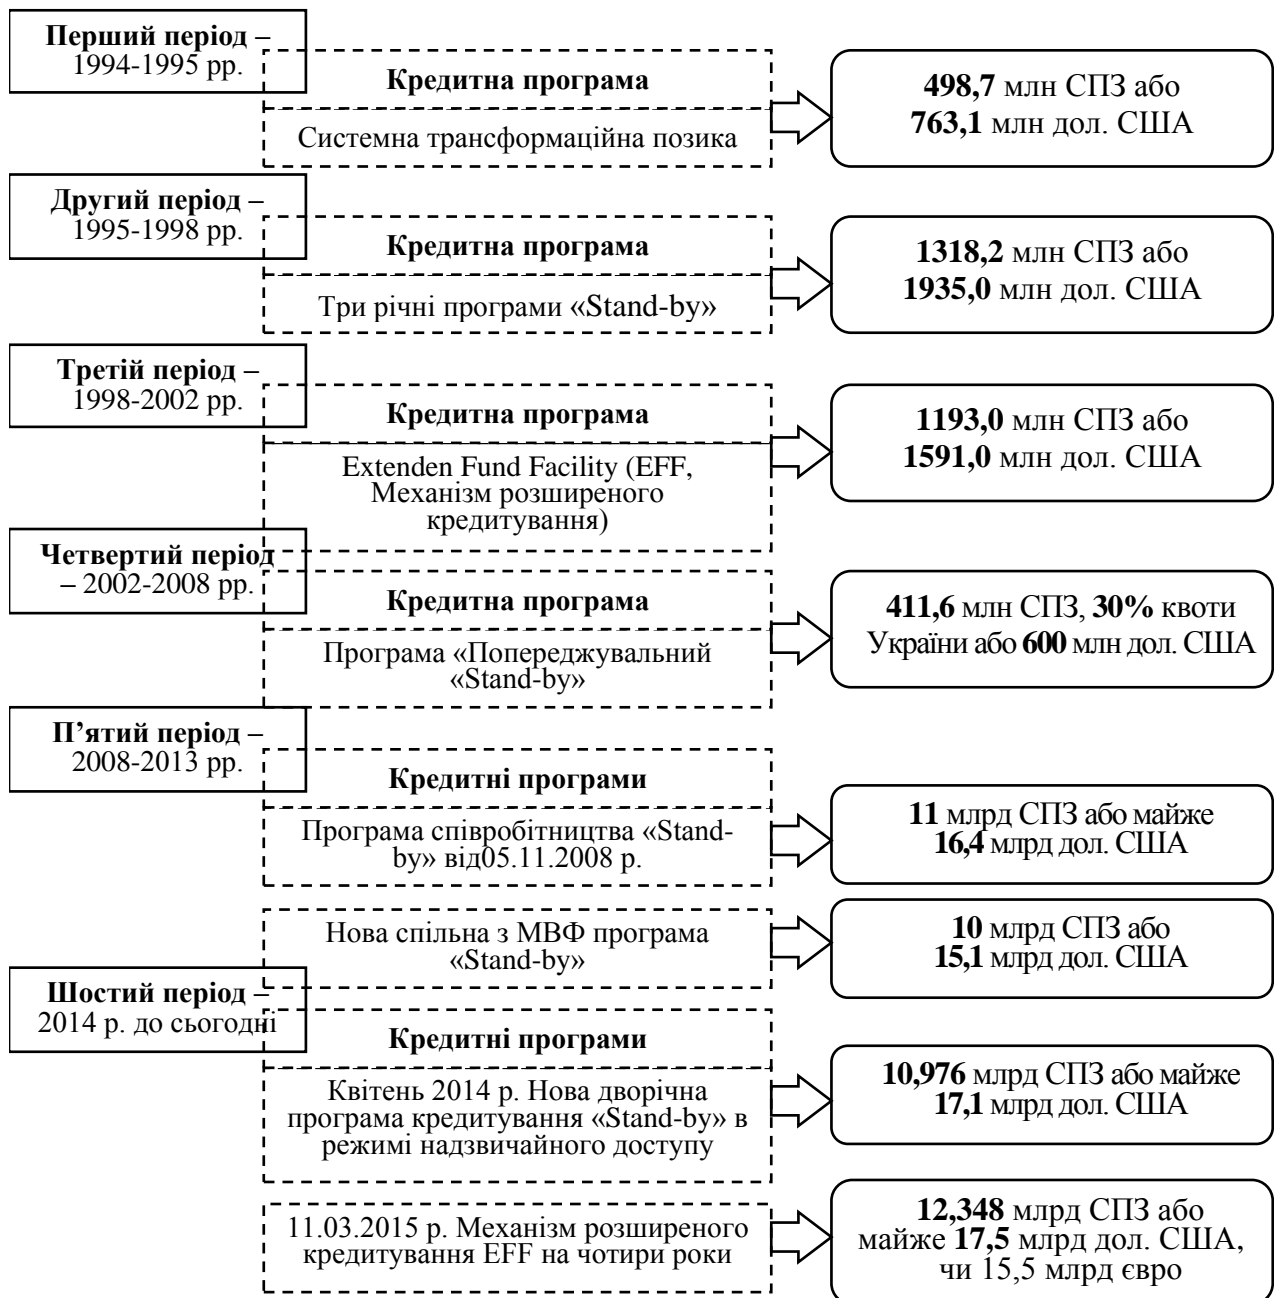 Перший період –
1994-1995 рр.
Кредитна програма
Системна трансформаційна позика
498,7 млн СПЗ або
763,1 млн дол. США
Другий період –
1995-1998 рр.
Кредитна програма
Три річні програми «Stand-by»
1318,2 млн СПЗ або
1935,0 млн дол. США
Третій період –
1998-2002 рр.
Кредитна програма
Extenden Fund Facility (EFF,
Механізм розширеного
кредитування)
1193,0 млн СПЗ або
1591,0 млн дол. США
Четвертий період
– 2002-2008 рр.
Кредитна програма
Програма «Попереджувальний
«Stand-by»
411,6 млн СПЗ, 30% квоти
України або 600 млн дол. США
П’ятий період –
2008-2013 рр.
Кредитні програми
Програма співробітництва «Stand-
by» від05.11.2008 р.
11 млрд СПЗ або майже
16,4 млрд дол. США
Нова спільна з МВФ програма
«Stand-by»
10 млрд СПЗ або
15,1 млрд дол. США
Шостий період –
2014 р. до сьогодні
Кредитні програми
Квітень 2014 р. Нова дворічна
програма кредитування «Stand-by» в
режимі надзвичайного доступу
10,976 млрд СПЗ або майже
17,1 млрд дол. США
11.03.2015 р. Механізм розширеного
кредитування EFF на чотири роки
12,348 млрд СПЗ або
майже 17,5 млрд дол. США,
чи 15,5 млрд євро